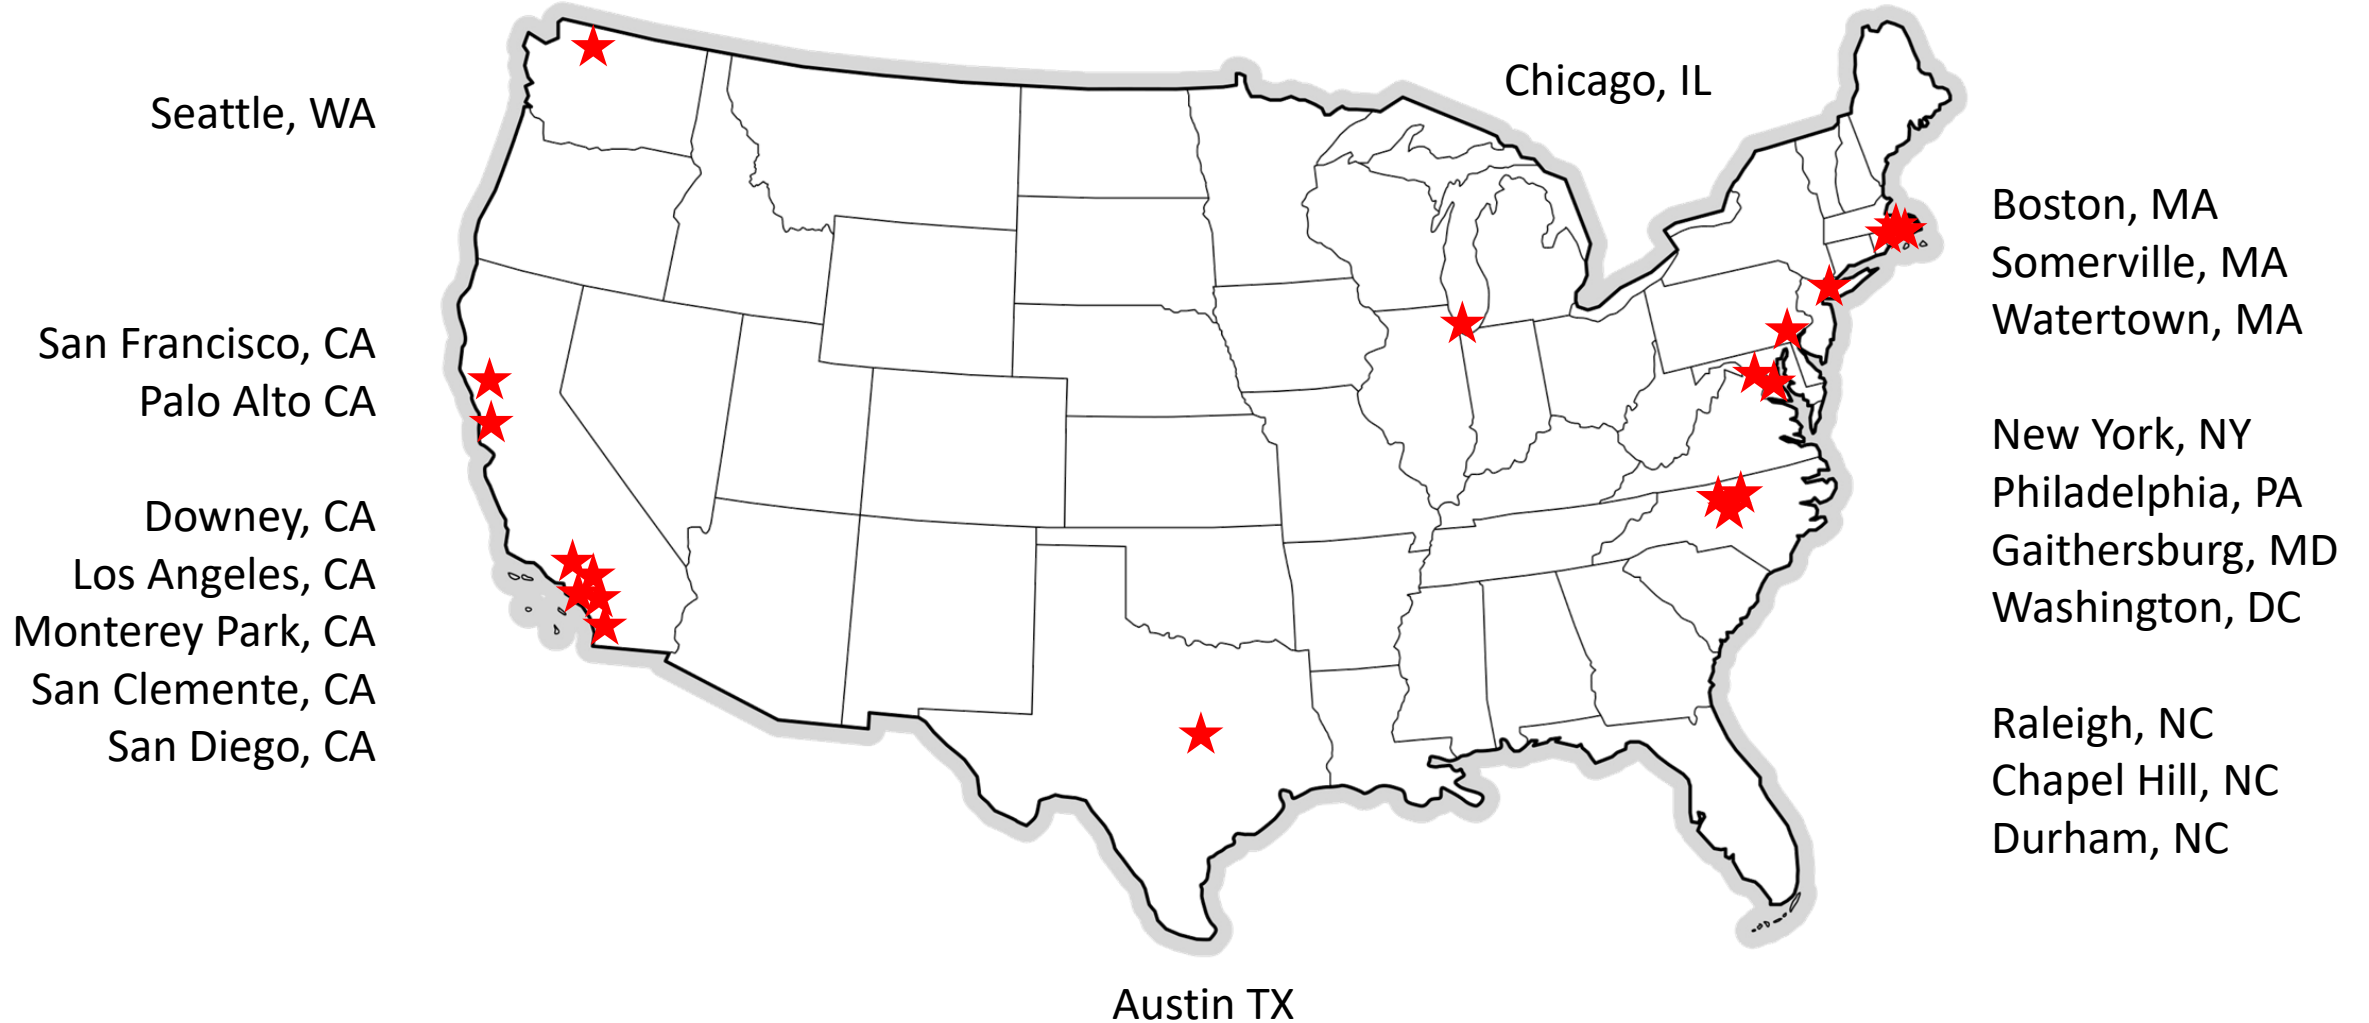 Seattle, WA
San Francisco, CA
Palo Alto CA
Downey, CA
Los Angeles, CA
Monterey Park, CA
San Clemente, CA
San Diego, CA
Chicago, IL
Austin TX
Boston, MA
Somerville, MA
Watertown, MA
New York, NY
Philadelphia, PA
Gaithersburg, MD
Washington, DC
Raleigh, NC
Chapel Hill, NC
Durham, NC